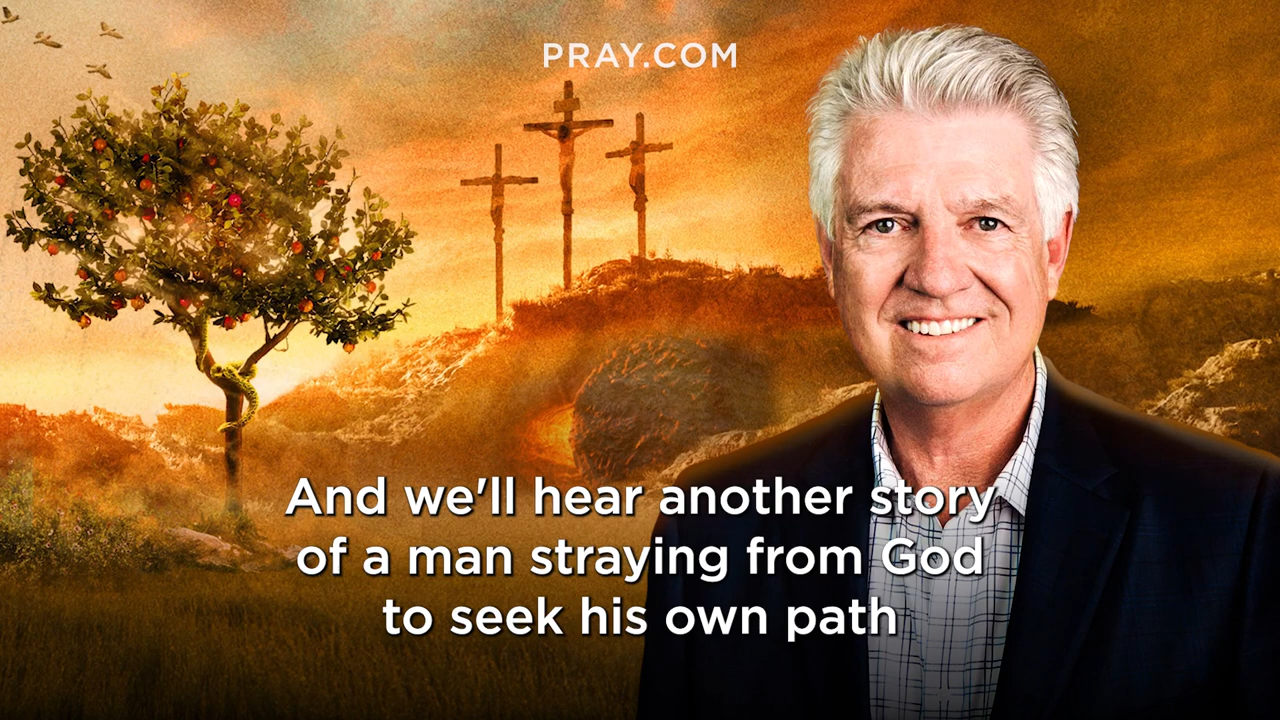 PRAY.COM
And we'll hear another story
of a man straying from God
to seek his own path